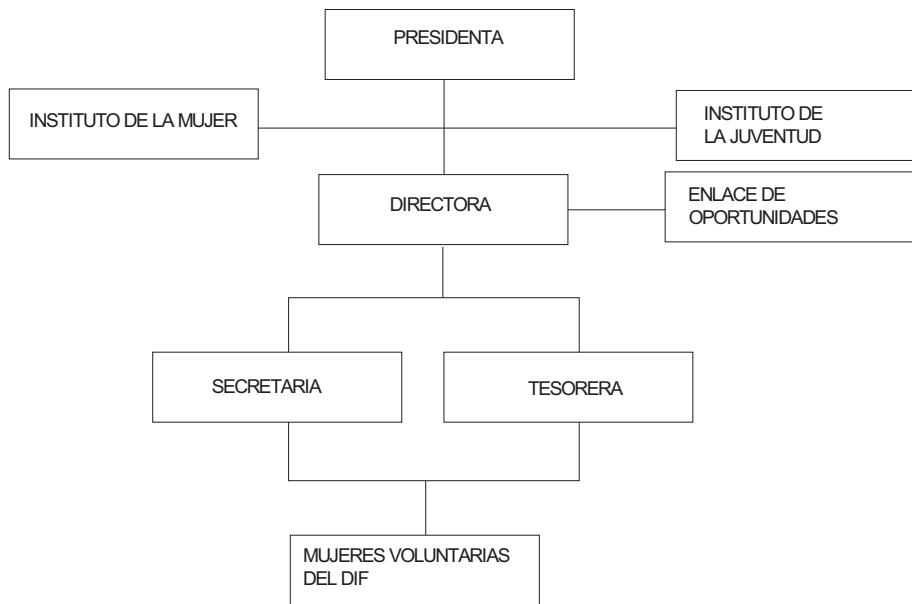 PRESIDENTA
INSTITUTO DE LA MUJER
INSTITUTO DE
LA JUVENTUD
DIRECTORA
ENLACE DE
OPORTUNIDADES
SECRETARIA
TESORERA
MUJERES VOLUNTARIAS
DEL DIF